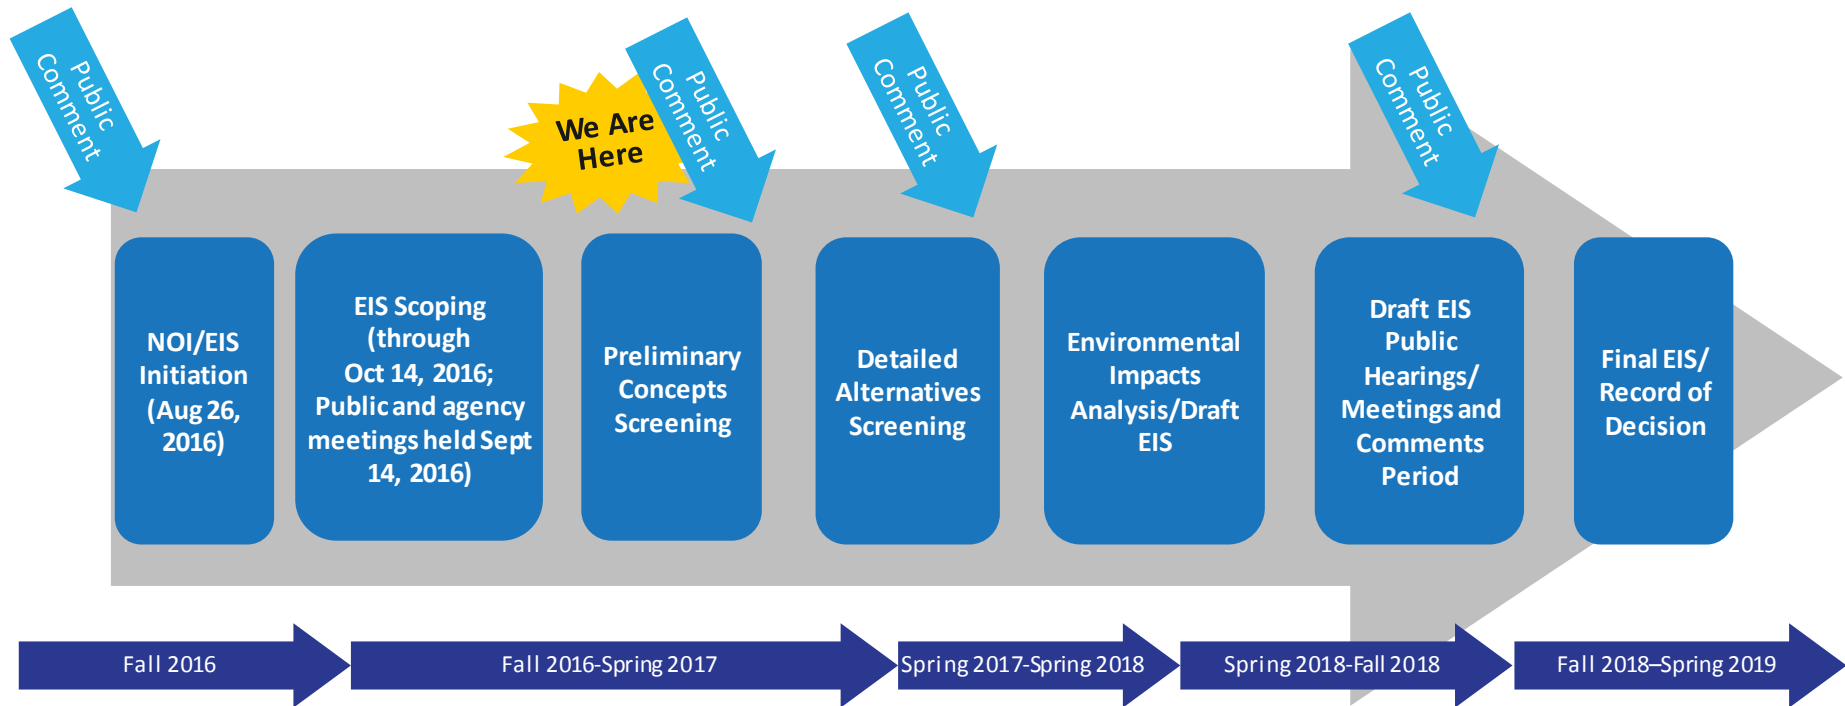 Public
Comment
We Are
Here
Public
Comment
Public
Comment
Public
Comment
NOI/EIS
Initiation
(Aug 26,
2016)
EIS Scoping
(through
Oct 14, 2016;
Public and agency
meetings held Sept
14, 2016)
Preliminary
Concepts
Screening
Detailed
Alternatives
Screening
Environmental
Impacts
Analysis/Draft
EIS
Draft EIS
Public
Hearings/
Meetings and
Comments
Period
Final EIS/
Record of
Decision
Fall 2016
Fall 2016-Spring 2017
Spring 2017-Spring 2018
Spring 2018-Fall 2018
Fall 2018–Spring 2019